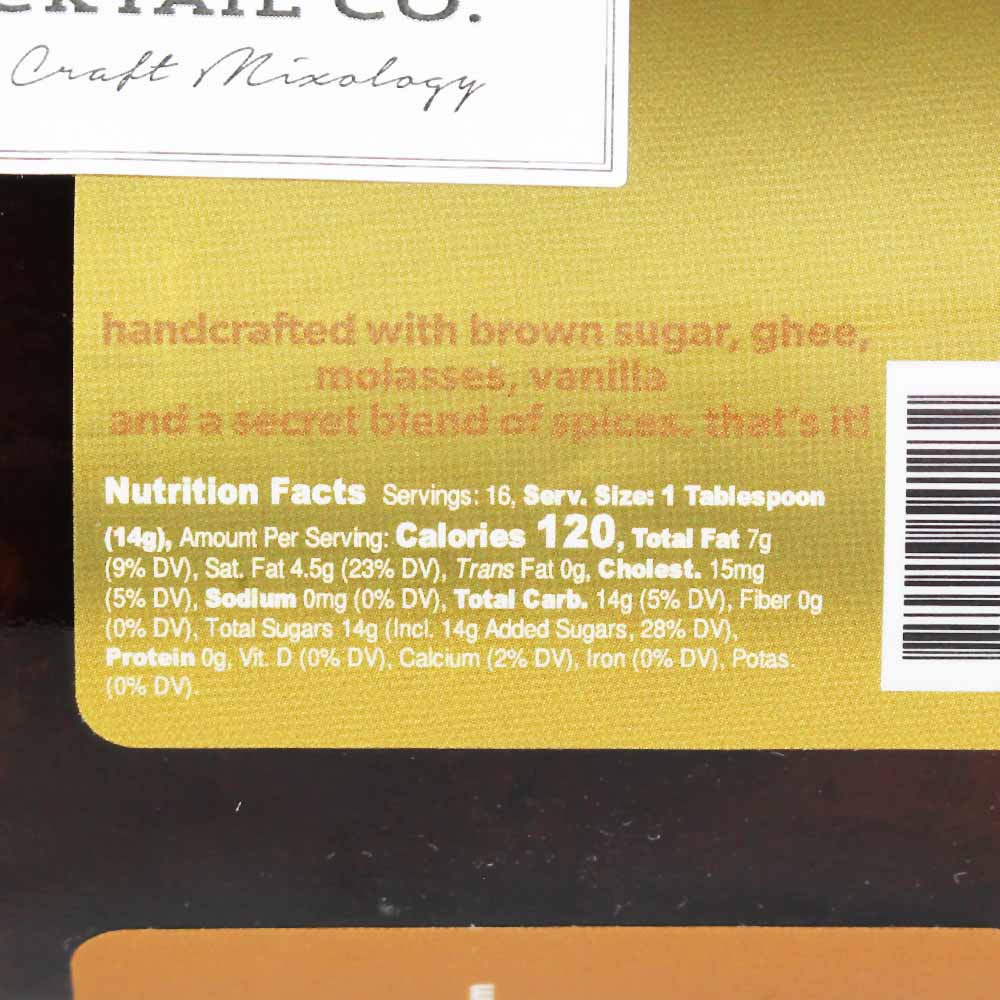 CKTAIL CO.
Craft Mixology
handcrafted with brown sugar, ghee,
molasses, vanilla
and a secret blend of spices. that's it!
Nutrition Facts Servings: 16, Serv. Size: 1 Tablespoon
(14g), Amount Per Serving: Calories 120, Total Fat 7g
(9% DV), Sat. Fat 4.5g (23% DV), Trans Fat 0g, Cholest. 15mg
(5% DV), Sodium 0mg (0% DV), Total Carb. 14g (5% DV), Fiber 0g
(0% DV), Total Sugars 14g (Incl. 14g Added Sugars, 28% DV),
Protein 0g, Vit. D (0% DV), Calcium (2% DV), Iron (0% DV), Potas.
(0% DV).